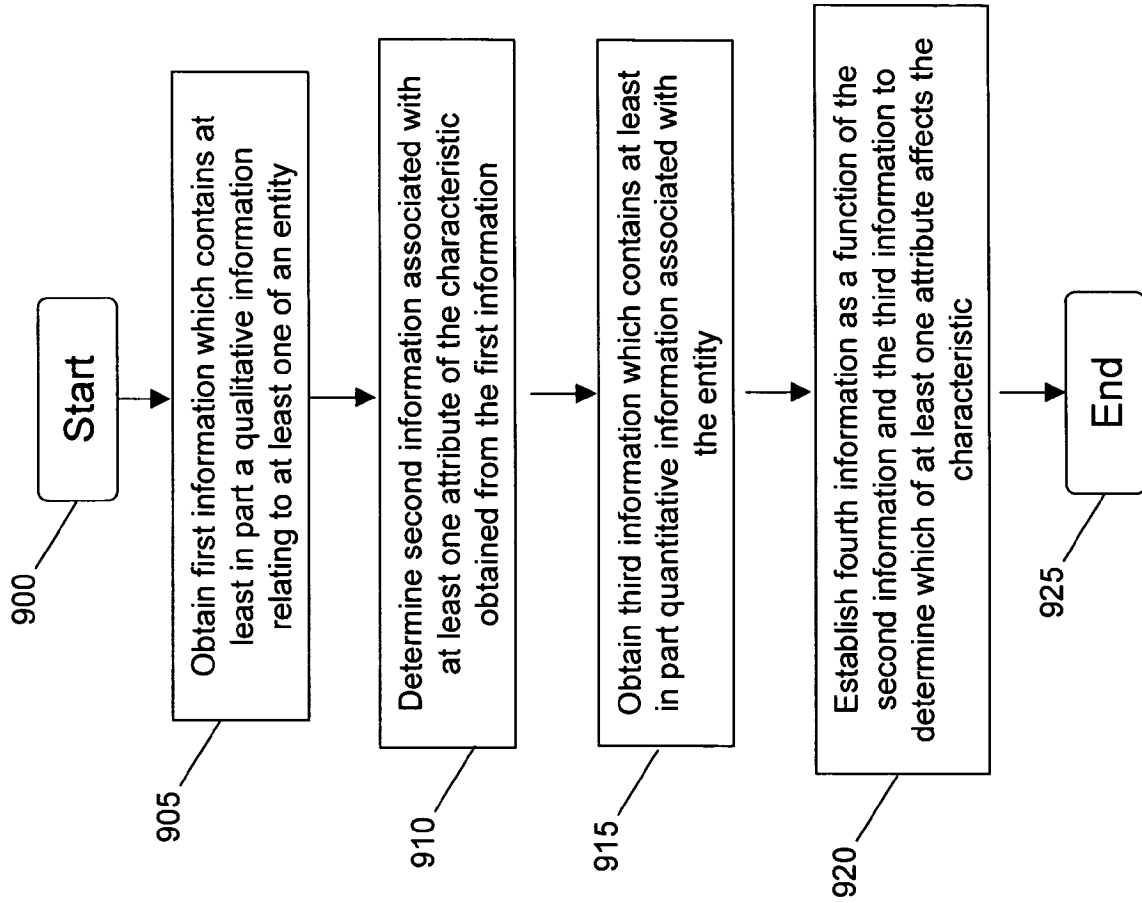 900
Start
905
Obtain first information which contains at
least in part a qualitative information
relating to at least one of an entity
910
Determine second information associated with
at least one attribute of the characteristic
obtained from the first information
915
Obtain third information which contains at least
in part quantitative information associated with
the entity
920
Establish fourth information as a function of the
second information and the third information to
determine which of at least one attribute affects the
characteristic
925
End